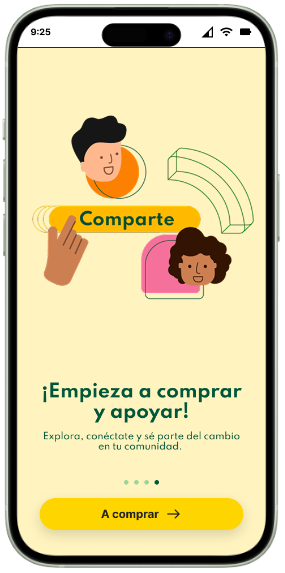 9:25
Comparte
¡Empieza a comprar
y apoyar!
Explora, conéctate y sé parte del cambio
en tu comunidad.
A comprar